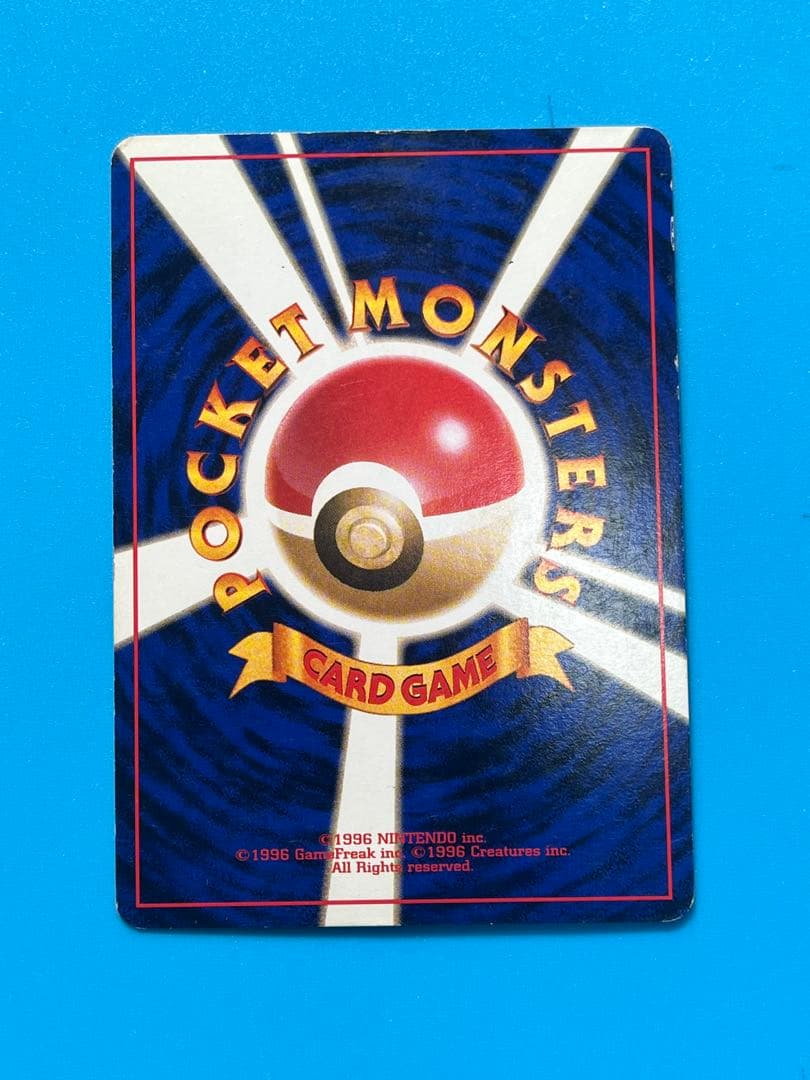 POCKET MONSTERS
CARD GAME
©1996 NINTENDO inc.
©1996 GameFreak inc. ©1996 Creatures inc.
All Rights reserved.